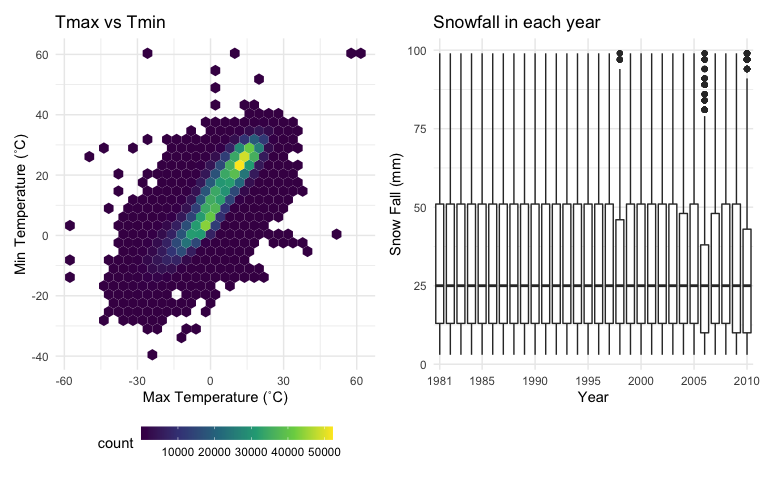 Tmax vs Tmin
60
40
20
0
-20
-40
Min Temperature (˚C)
-60 -30 0 30 60
Max Temperature (˚C)
count
10000 20000 30000 40000 50000
Snowfall in each year
100
75
50
25
0
Snow Fall (mm)
1981 1985 1990 1995 2000 2005 2010
Year